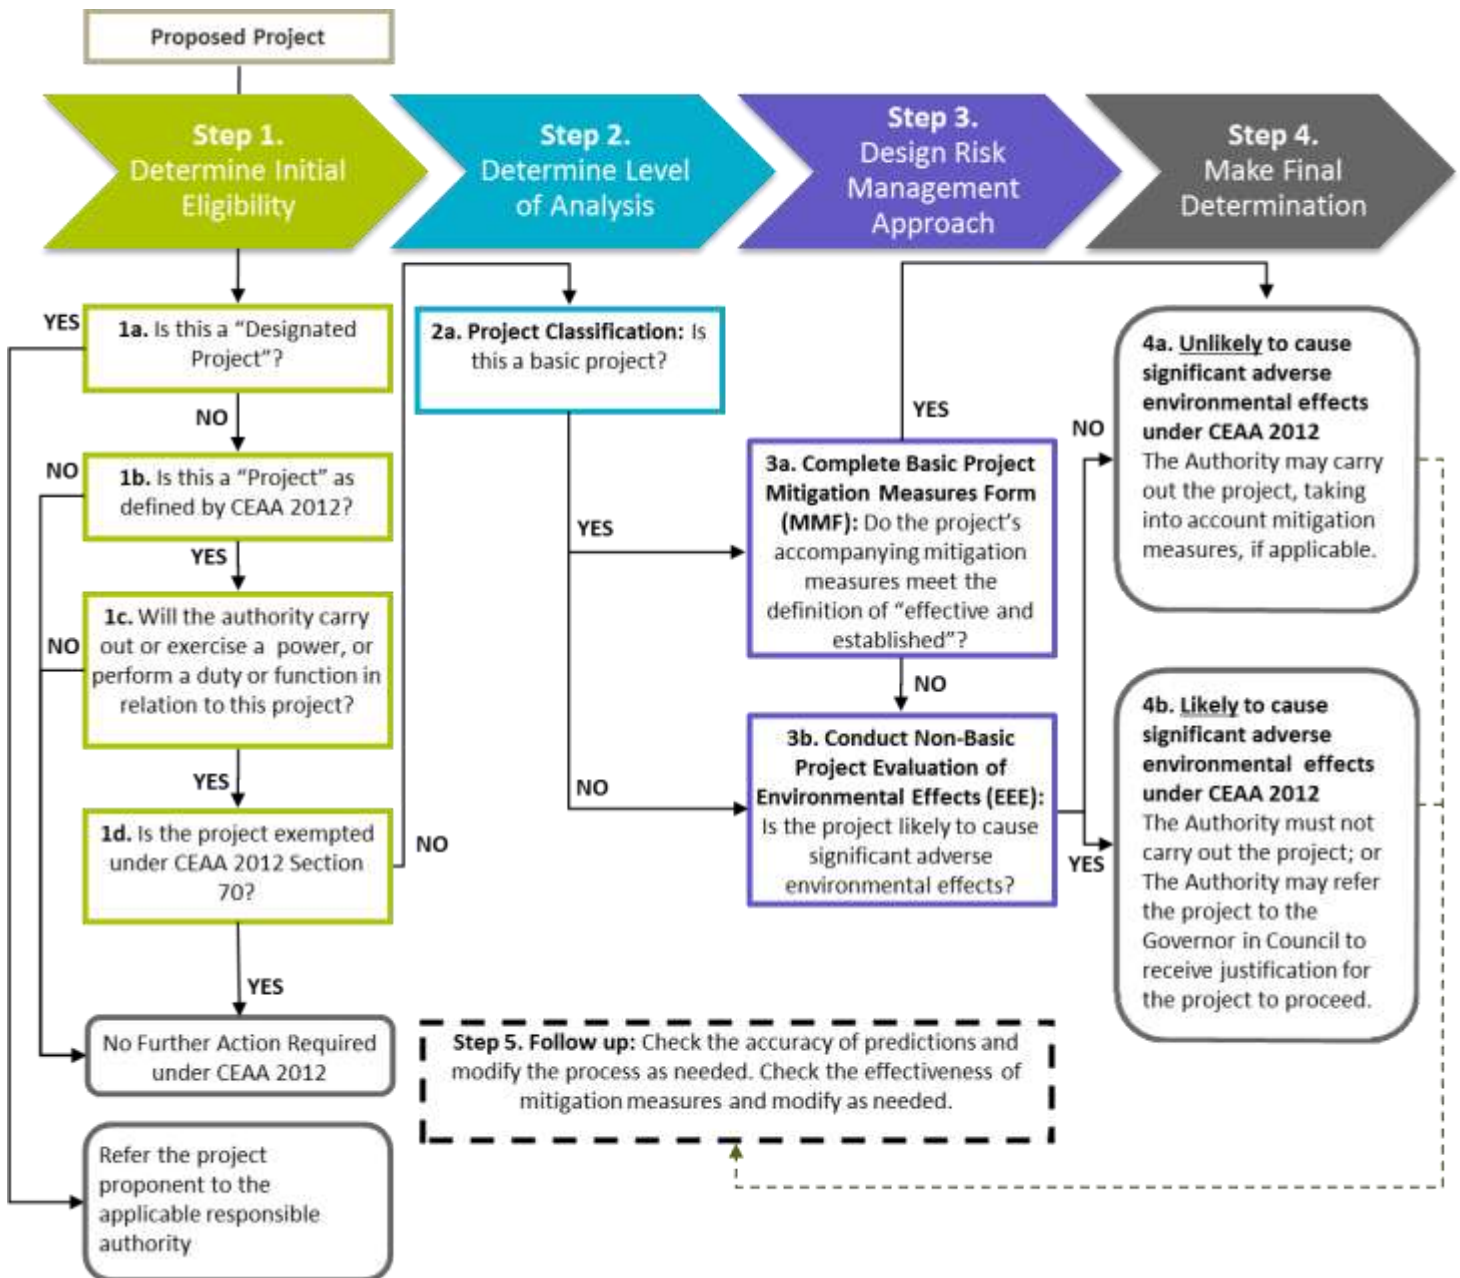 Proposed Project
Step 1.
Determine Initial
Eligibility
Step 2.
Determine Level
of Analysis
Step 3.
Design Risk
Management
Approach
Step 4.
Make Final
Determination
YES
1a. Is this a “Designated
Project”?
NO
NO
1b. Is this a “Project” as
defined by CEAA 2012?
YES
NO
1c. Will the authority carry
out or exercise a power, or
perform a duty or function in
relation to this project?
YES
1d. Is the project exempted
under CEAA 2012 Section
70?
NO
YES
No Further Action Required
under CEAA 2012
Refer the project
proponent to the
applicable responsible
authority
2a. Project Classification: Is
this a basic project?
YES
NO
YES
3a. Complete Basic Project
Mitigation Measures Form
(MMF): Do the project’s
accompanying mitigation
measures meet the
definition of “effective and
established”?
NO
3b. Conduct Non-Basic
Project Evaluation of
Environmental Effects (EEE):
Is the project likely to cause
significant adverse
environmental effects?
NO
YES
4a. Unlikely to cause
significant adverse
environmental effects
under CEAA 2012
The Authority may carry
out the project, taking
into account mitigation
measures, if applicable.
4b. Likely to cause
significant adverse
environmental effects
under CEAA 2012
The Authority must not
carry out the project; or
The Authority may refer
the project to the
Governor in Council to
receive justification for
the project to proceed.
Step 5. Follow up: Check the accuracy of predictions and
modify the process as needed. Check the effectiveness of
mitigation measures and modify as needed.